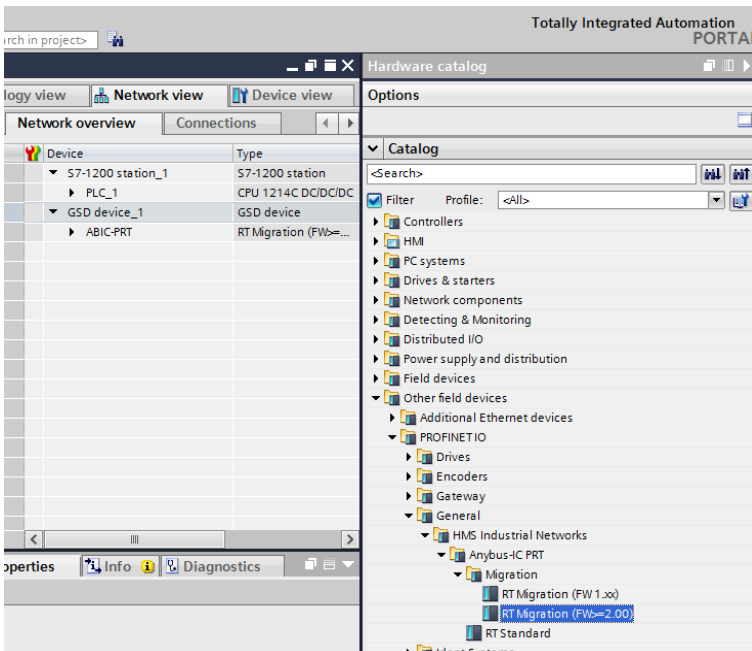 Totally Integrated Automation
PORTAL
rch in project>
Hardware catalog
logy view
Network view
Device view
Options
Network overview
Connections
Catalog
Device
Type
S7-1200 station_1
S7-1200 station
<Search>
PLC_1
CPU 1214C DC/DC/DC
Filter
Profile:
<All>
GSD device_1
GSD device
ABIC-PRT
RT Migration (FW>=...
Controllers
HMI
PC systems
Drives & starters
Network components
Detecting & Monitoring
Distributed I/O
Power supply and distribution
Field devices
Other field devices
Additional Ethernet devices
PROFINET IO
Drives
Encoders
Gateway
General
HMS Industrial Networks
Anybus-IC PRT
Migration
RT Migration (FW 1.xx)
RT Migration (FW>=2.00)
RT Standard
operties
Info
Diagnostics